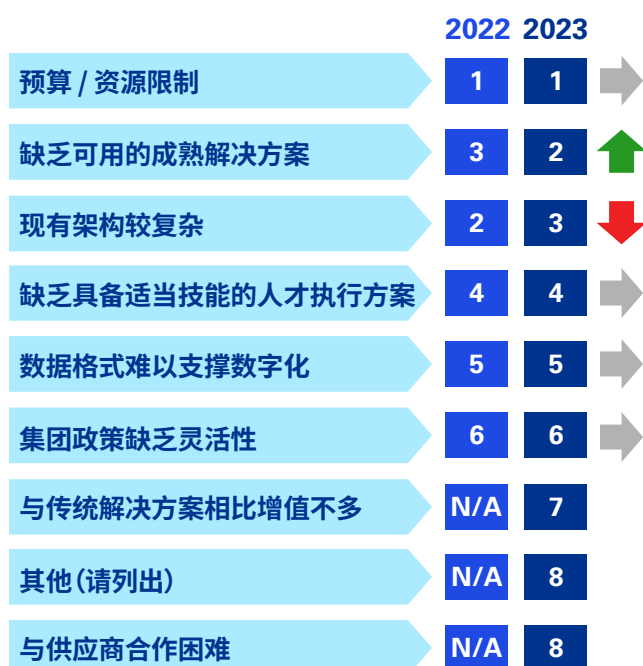 2022 2023
预算 / 资源限制 1 1
缺乏可用的成熟解决方案 3 2
现有架构较复杂 2 3
缺乏具备适当技能的人才执行方案 4 4
数据格式难以支撑数字化 5 5
集团政策缺乏灵活性 6 6
与传统解决方案相比增值不多 N/A 7
其他（请列出） N/A 8
与供应商合作困难 N/A 8